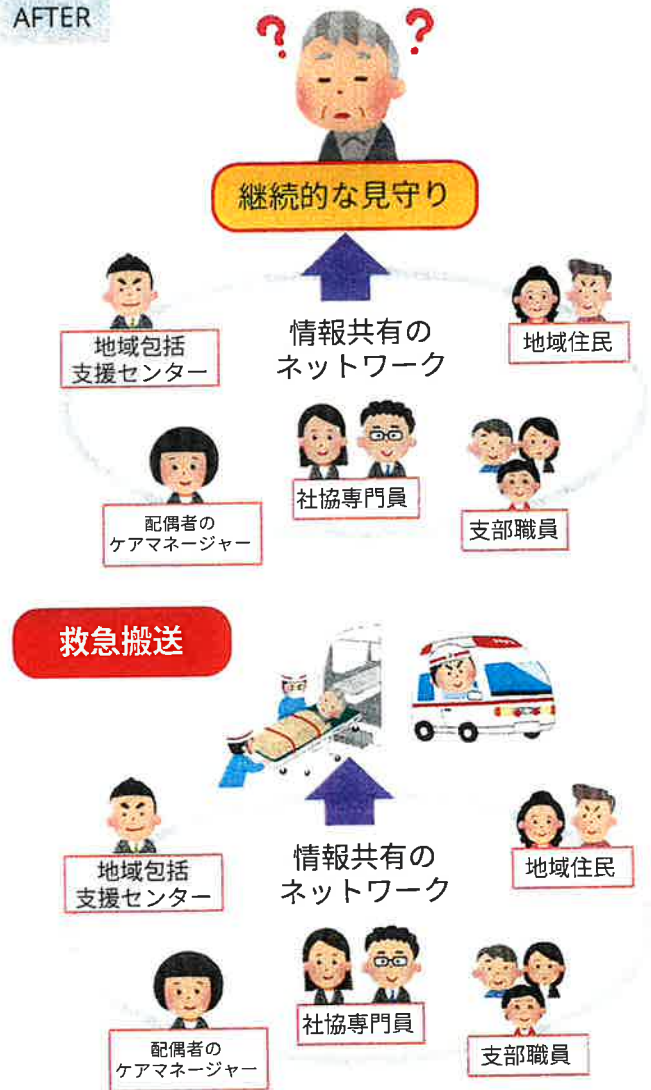 AFTER
? ?
継続的な見守り
地域包括
支援センター
情報共有の
ネットワーク
地域住民
配偶者の
ケアマネージャー
社協専門員
支部職員
救急搬送
地域包括
支援センター
情報共有の
ネットワーク
地域住民
配偶者の
ケアマネージャー
社協専門員
支部職員